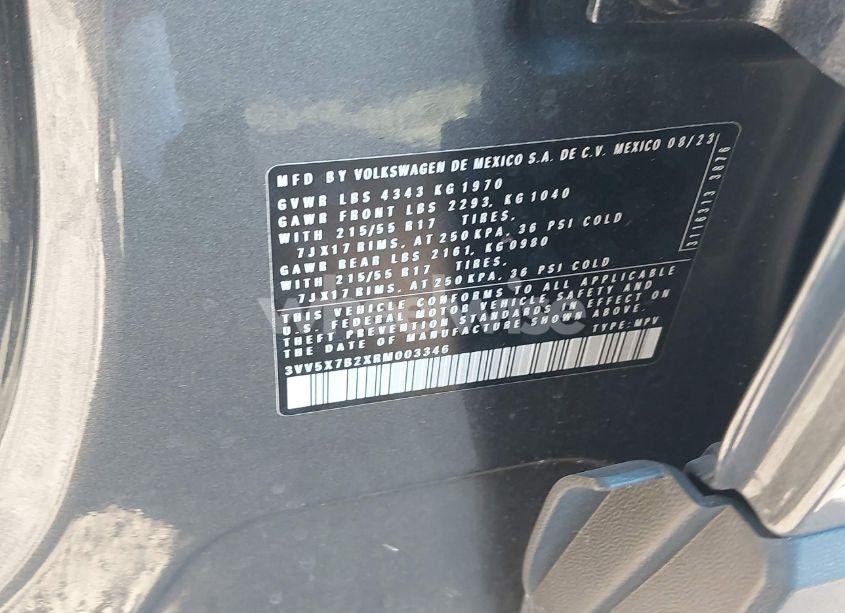 MFD BY VOLKSWAGEN DE MEXICO S.A. DE C.V. MEXICO 08/23
GVWR LBS 4343 KG 1970
GAWR FRONT LBS 2293, KG 1040
WITH 215/55 R17 TIRES,
7JX17 RIMS, AT 250 KPA, 36 PSI COLD
GAWR REAR LBS 2161, KG 0980
WITH 215/55 R17 TIRES,
7JX17 RIMS, AT 250 KPA, 36 PSI COLD
THIS VEHICLE CONFORMS TO ALL APPLICABLE
U.S. FEDERAL MOTOR VEHICLE SAFETY AND
THEFT PREVENTION STANDARDS IN EFFECT ON
THE DATE OF MANUFACTURE SHOWN ABOVE.
3VV5X7B2XRM003346 TYPE: MPV
3116313 3876